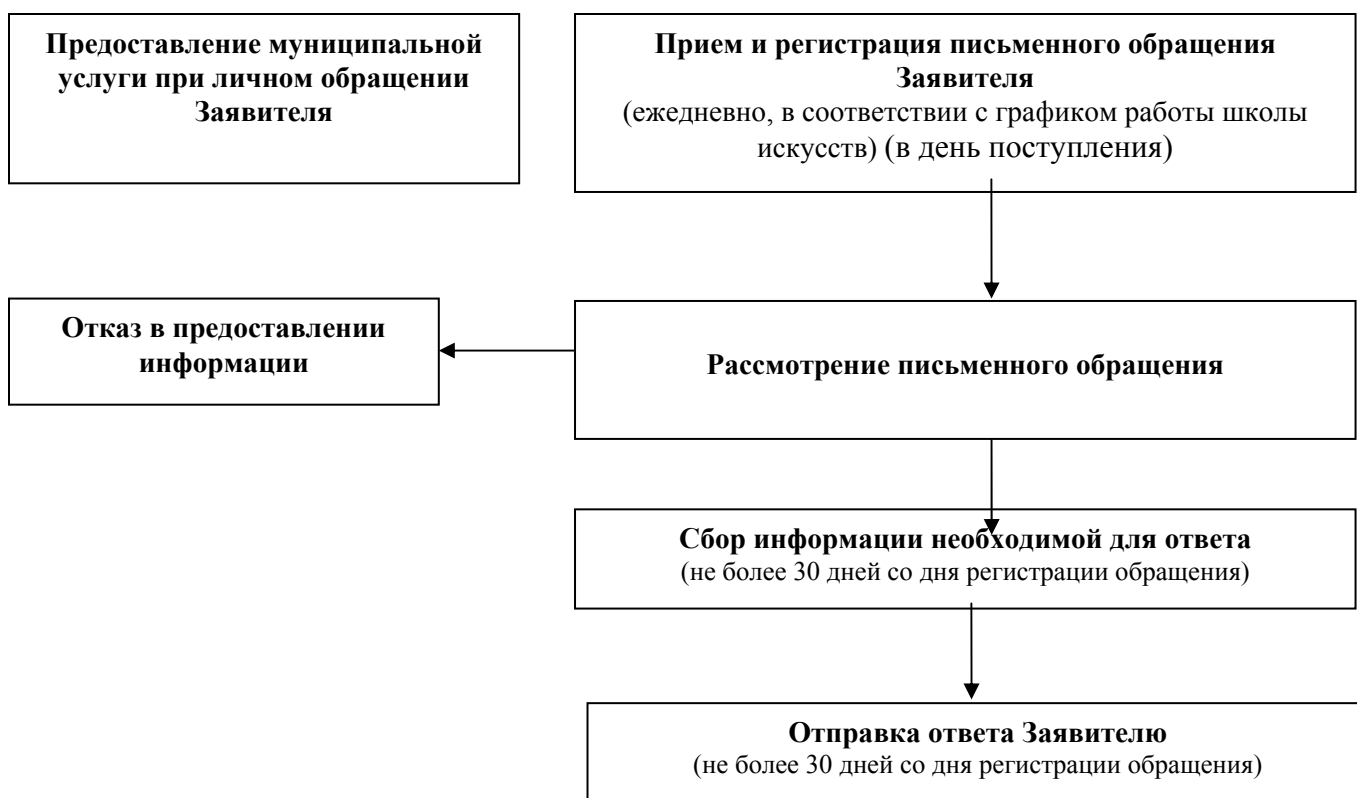 Предоставление муниципальной
услуги при личном обращении
Заявителя
Прием и регистрация письменного обращения
Заявителя
(ежедневно, в соответствии с графиком работы школы
искусств) (в день поступления)
Отказ в предоставлении
информации
Рассмотрение письменного обращения
Сбор информации необходимой для ответа
(не более 30 дней со дня регистрации обращения)
Отправка ответа Заявителю
(не более 30 дней со дня регистрации обращения)